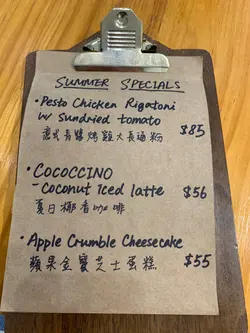 SUMMER SPECIALS
• Pesto Chicken Rigatoni
w/ Sundried tomato
意式青醬烤雞大長通粉 $85
• COCOCCINO
- Coconut Iced latte $56
夏日椰香咖啡
• Apple Crumble Cheesecake
蘋果金寶芝士蛋糕 $55